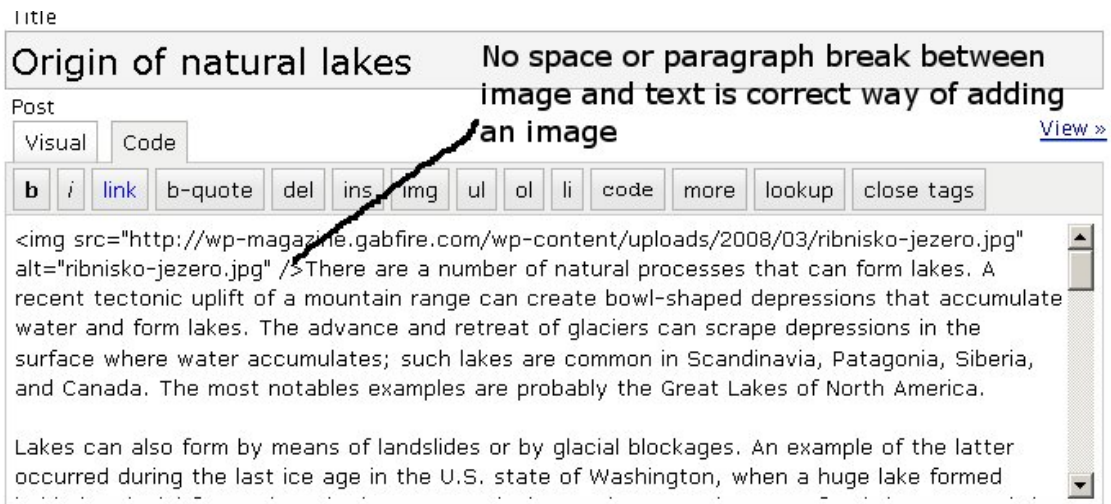 Title
Origin of natural lakes
No space or paragraph break between
image and text is correct way of adding
an image
Post
View »
Visual Code
b i link b-quote del ins img ul ol li code more lookup close tags
<img src="http://wp-magazine.gabfire.com/wp-content/uploads/2008/03/ribnisko-jezero.jpg"
alt="ribnisko-jezero.jpg" />There are a number of natural processes that can form lakes. A
recent tectonic uplift of a mountain range can create bowl-shaped depressions that accumulate
water and form lakes. The advance and retreat of glaciers can scrape depressions in the
surface where water accumulates; such lakes are common in Scandinavia, Patagonia, Siberia,
and Canada. The most notables examples are probably the Great Lakes of North America.
Lakes can also form by means of landslides or by glacial blockages. An example of the latter
occurred during the last ice age in the U.S. state of Washington, when a huge lake formed